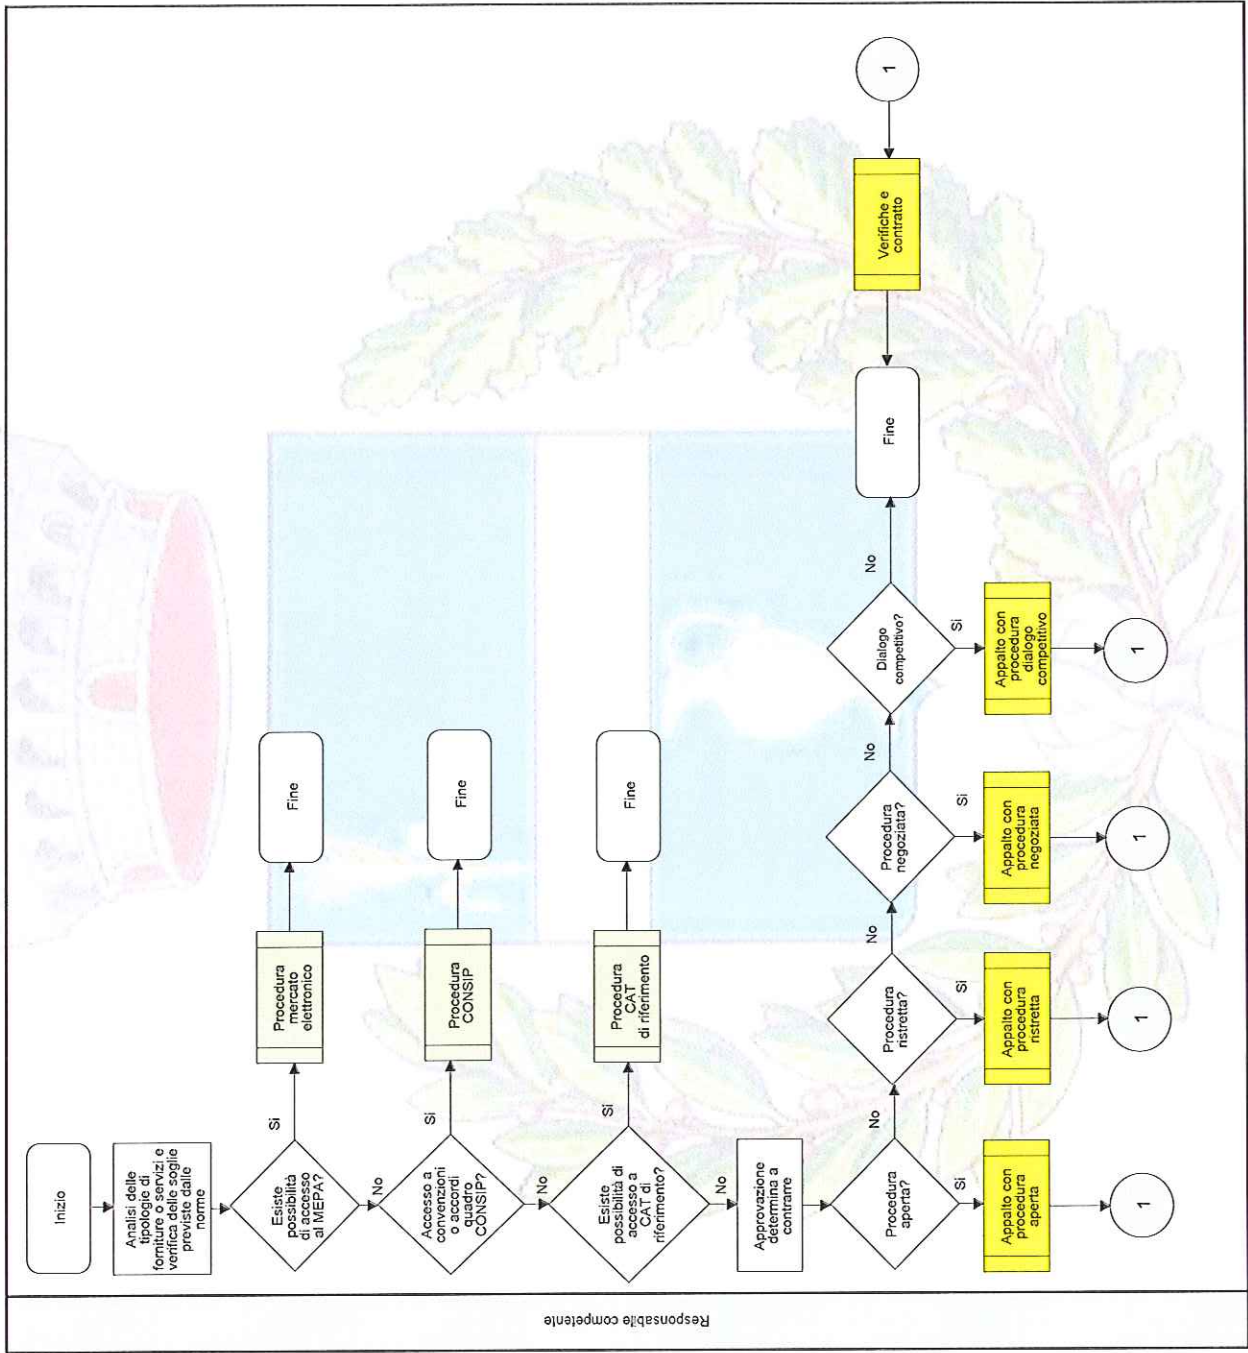 Responsabile competente
Inizio
Analisi delle
tipologie di
forniture o servizi e
verifica delle soglie
previste dalle
norme
Esiste
possibilità
di accesso
al MEPA?
Si
Procedura
mercato
elettronico
Fine
No
Accesso a
convenzioni
o accordi
quadro
CONSIP?
Si
Procedura
CONSIP
Fine
No
Esiste
possibilità di
accesso a
CAT di
riferimento?
Si
Procedura
CAT
di riferimento
Fine
No
Approvazione
determina a
contrarre
Procedura
aperta?
No
Procedura
ristretta?
No
Procedura
negoziata?
No
Dialogo
competitivo?
No
Fine
Verifiche e
contratto
1
Si
Si
Si
Si
Appalto con
procedura
aperta
Appalto con
procedura
ristretta
Appalto con
procedura
negoziata
Appalto con
procedura
dialogo
competitivo
1
1
1
1